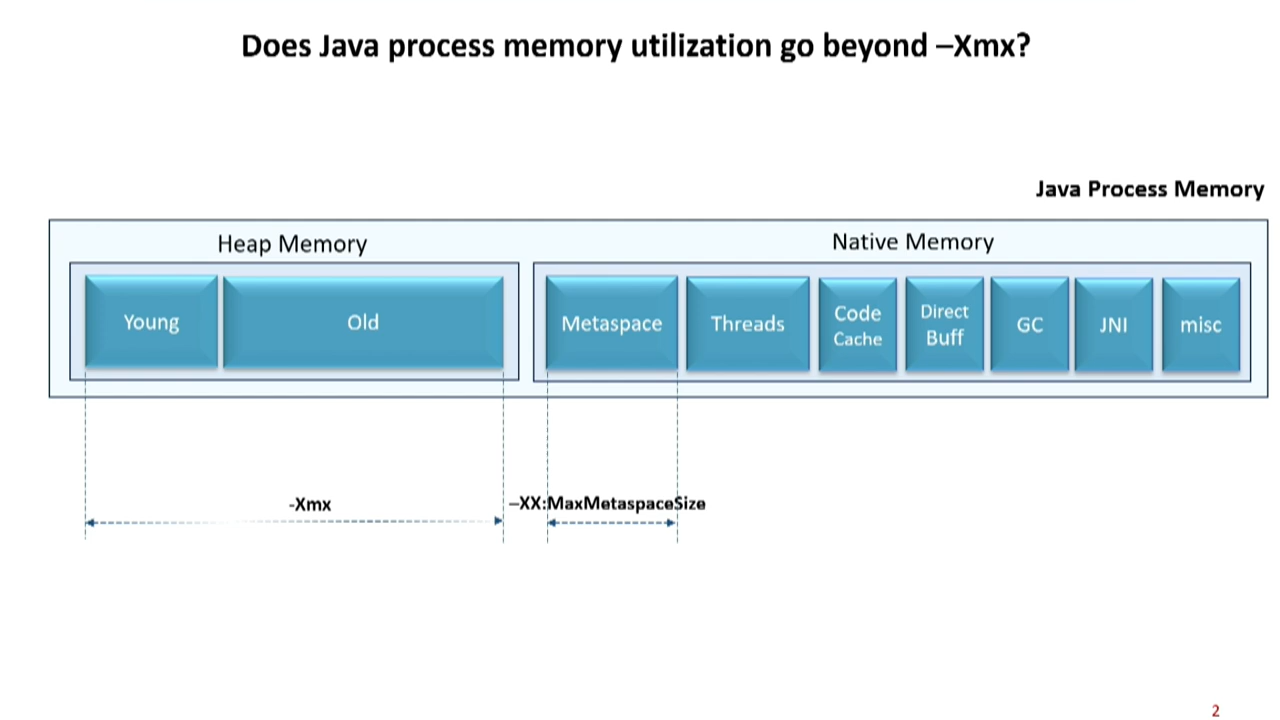 Does Java process memory utilization go beyond –Xmx?
Java Process Memory
Heap Memory
Native Memory
Young
Old
Metaspace
Threads
Code
Cache
Direct
Buff
GC
JNI
misc
-Xmx
–XX:MaxMetaspaceSize
2